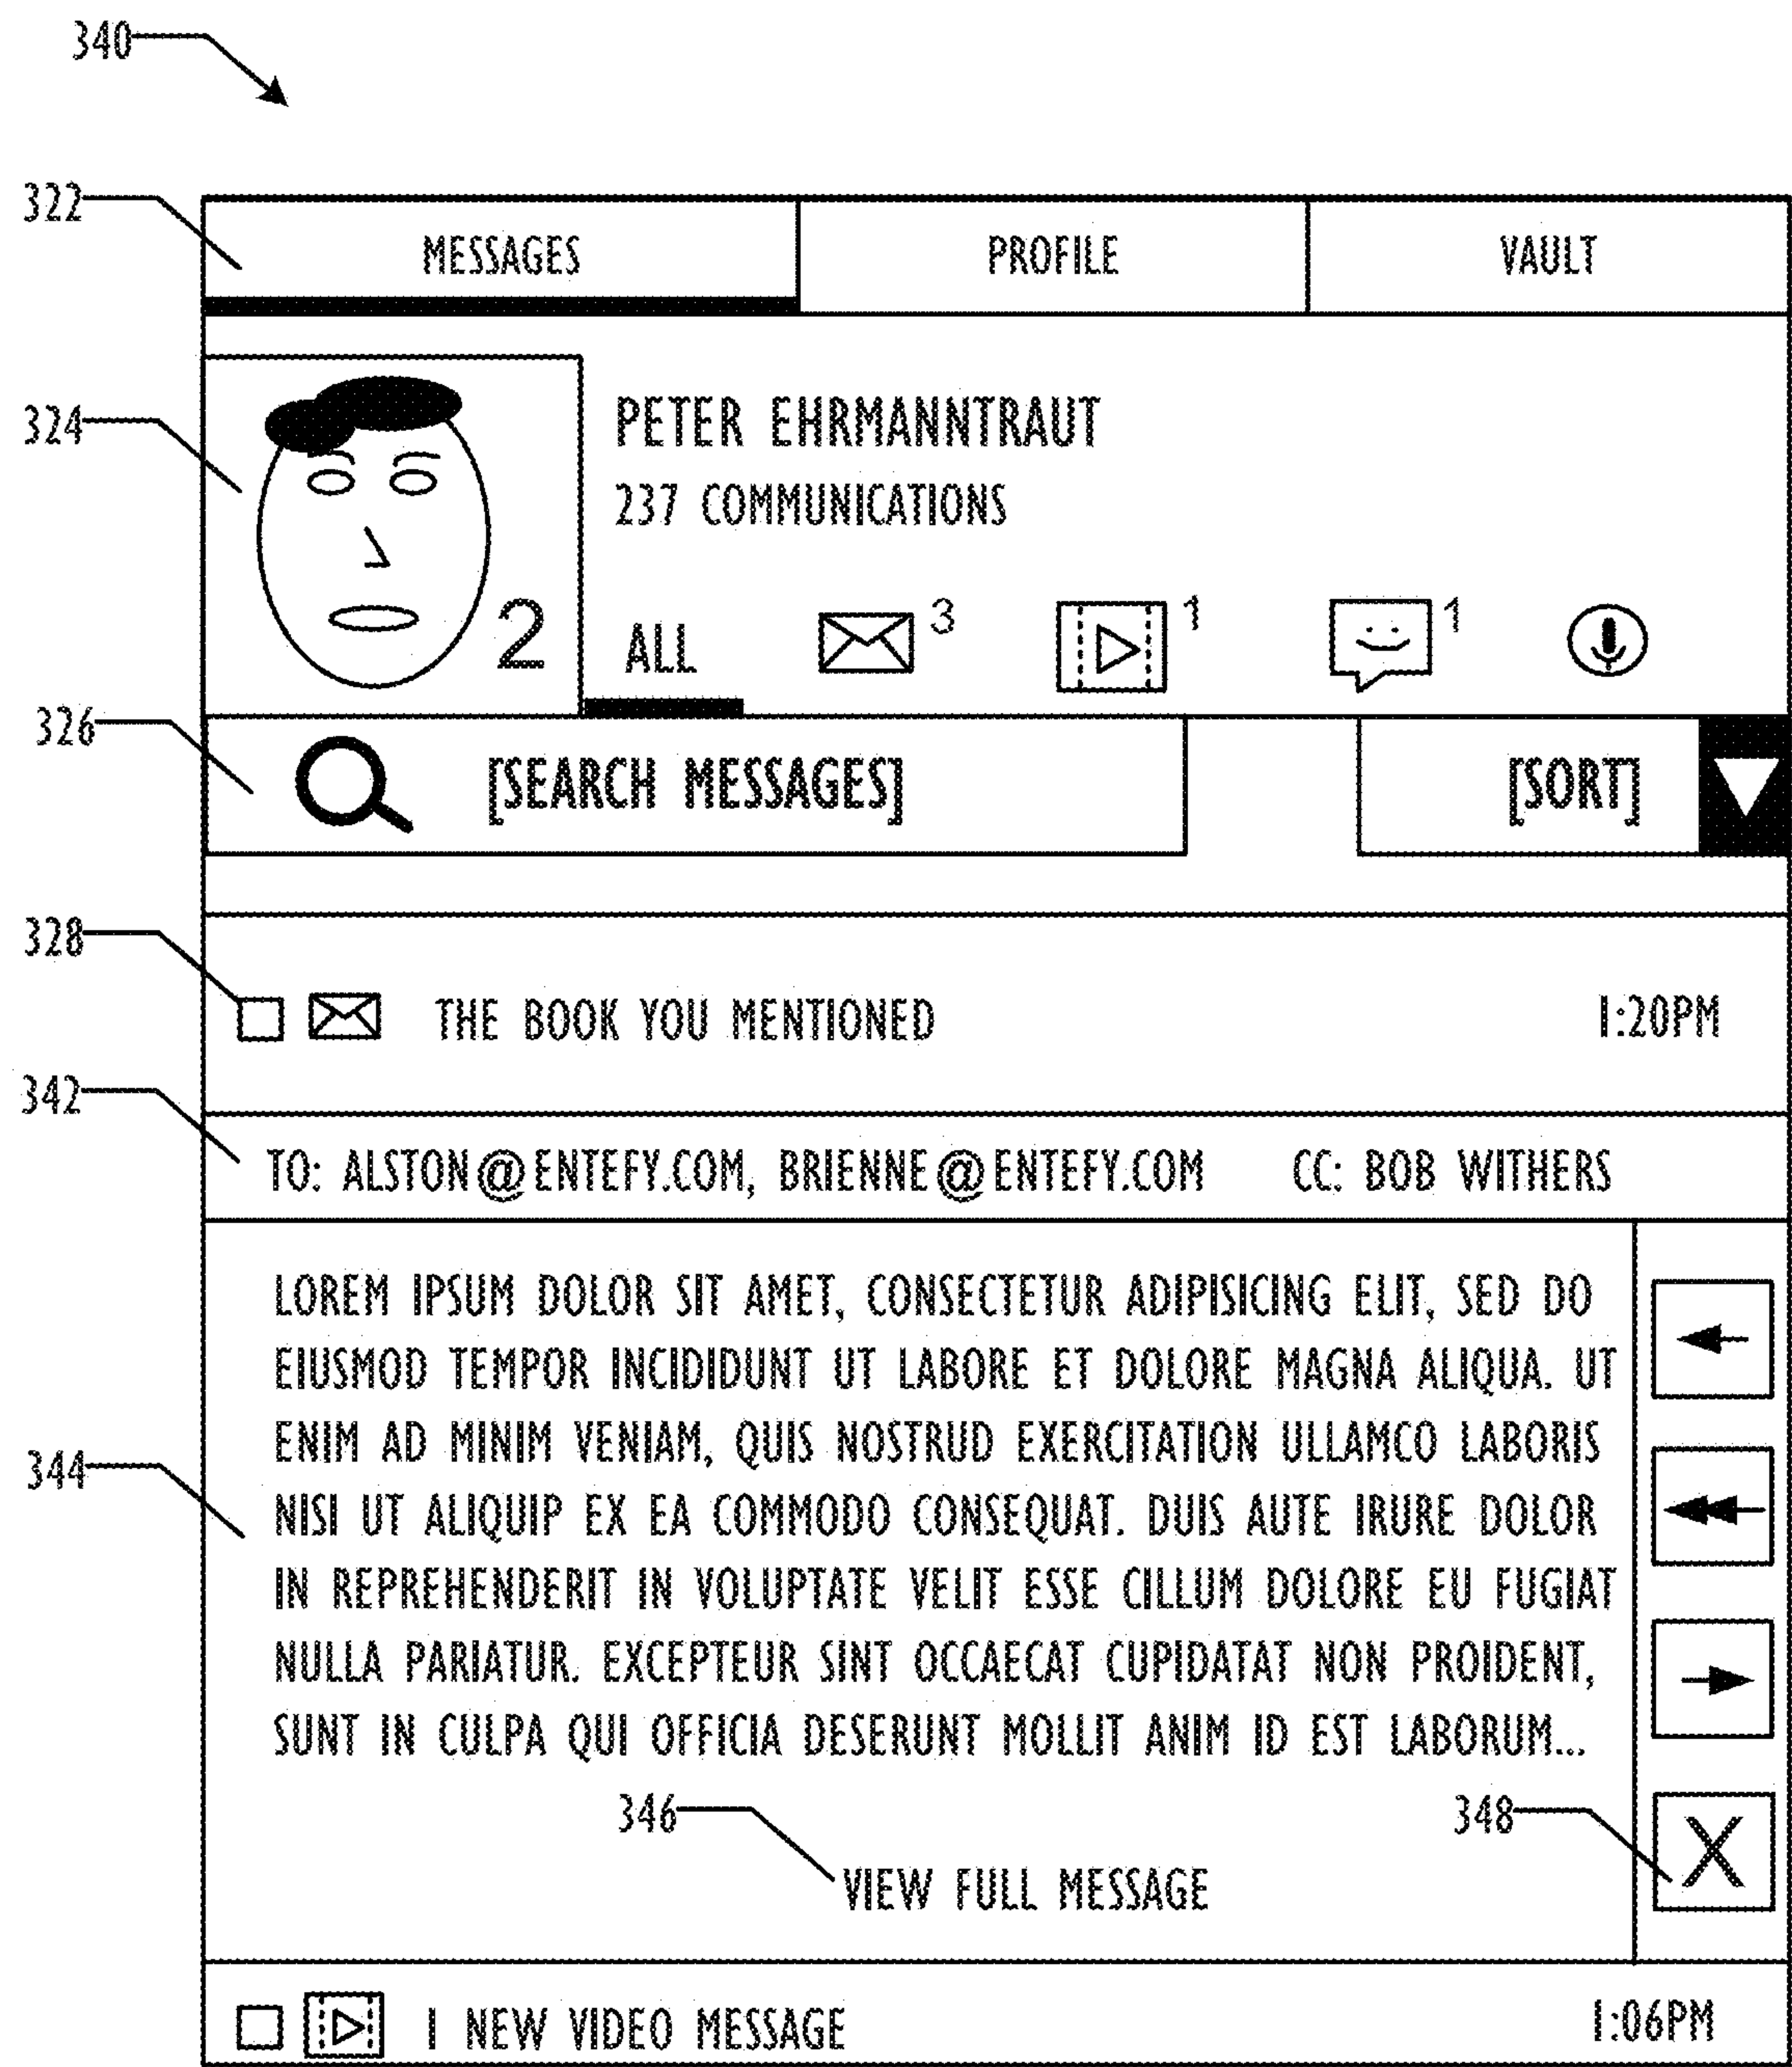 340
322
MESSAGES PROFILE VAULT
324
PETER EHRMANNTRAUT
237 COMMUNICATIONS
2 ALL 3 1 1
326
[SEARCH MESSAGES] [SORT]
328
THE BOOK YOU MENTIONED 1:20PM
342
TO: ALSTON@ENTEFY.COM, BRIENNE@ENTEFY.COM CC: BOB WITHERS
LOREM IPSUM DOLOR SIT AMET, CONSECTETUR ADIPISICING ELIT, SED DO
EIUSMOD TEMPOR INCIDIDUNT UT LABORE ET DOLORE MAGNA ALIQUA. UT
ENIM AD MINIM VENIAM, QUIS NOSTRUD EXERCITATION ULLAMCO LABORIS
344
NISI UT ALIQUIP EX EA COMMODO CONSEQUAT. DUIS AUTE IRURE DOLOR
IN REPREHENDERIT IN VOLUPTATE VELIT ESSE CILLUM DOLORE EU FUGIAT
NULLA PARIATUR. EXCEPTEUR SINT OCCAECAT CUPIDATAT NON PROIDENT,
SUNT IN CULPA QUI OFFICIA DESERUNT MOLLIT ANIM ID EST LABORUM...
346 348
VIEW FULL MESSAGE X
1 NEW VIDEO MESSAGE 1:06PM